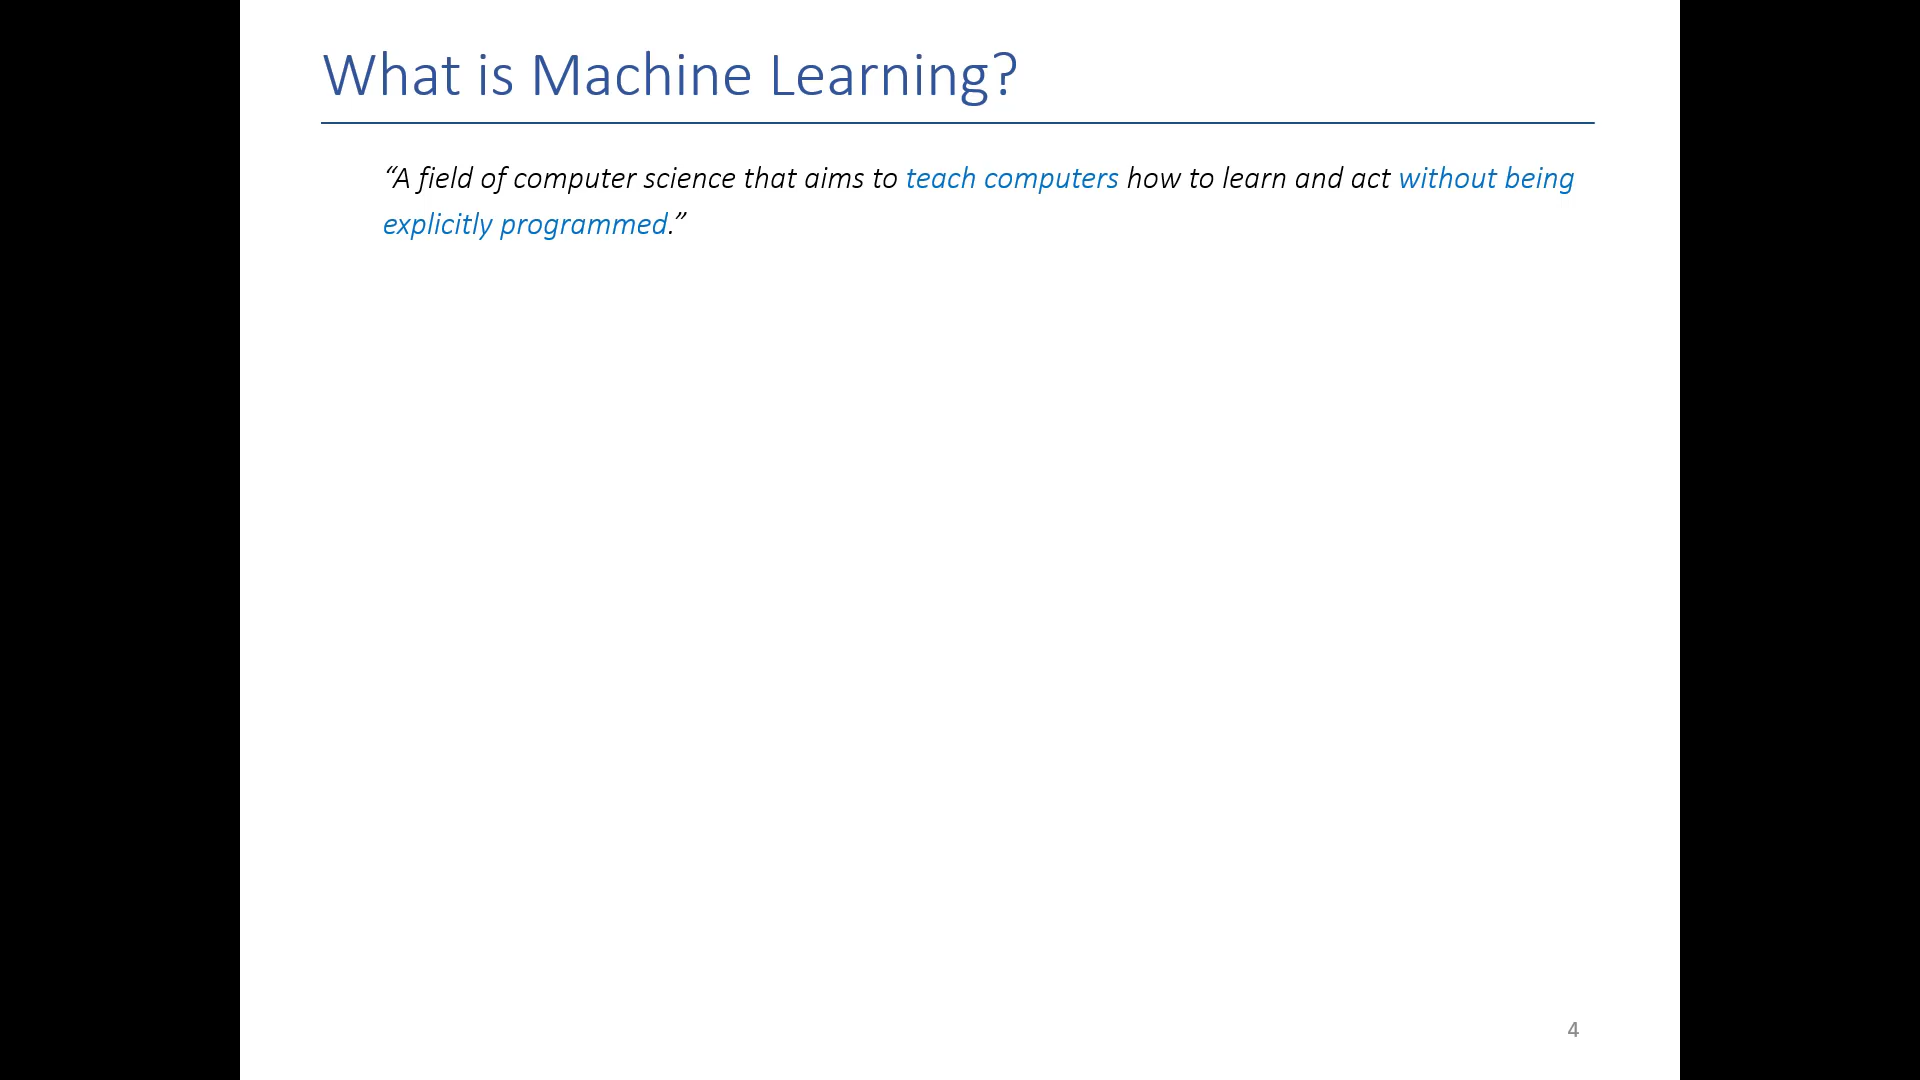 What is Machine Learning?
“A field of computer science that aims to teach computers how to learn and act without being
explicitly programmed.”
4